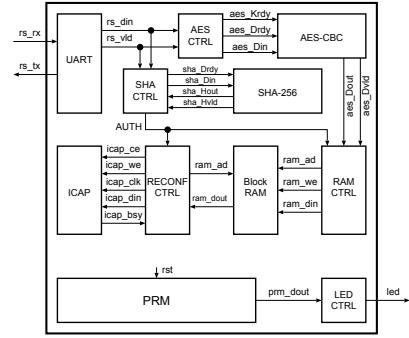 rs_rx
rs_tx
UART
rs_din
rs_vld
AES
CTRL
aes_Krdy
aes_Drdy
aes_Din
AES-CBC
aes_Dout
aes_Dvld
SHA
CTRL
sha_Drdy
sha_Din
sha_Hout
sha_Hvld
SHA-256
AUTH
ICAP
icap_ce
icap_we
icap_clk
icap_din
icap_bsy
RECONF
CTRL
ram_ad
ram_dout
Block
RAM
ram_ad
ram_we
ram_din
RAM
CTRL
rst
PRM
prm_dout
LED
CTRL
led